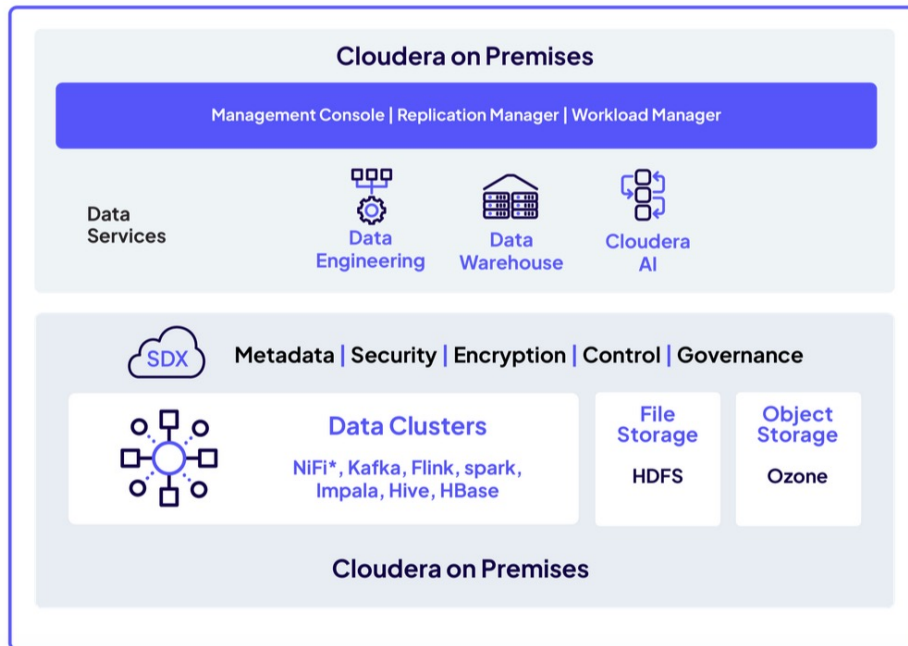 Cloudera on Premises
Management Console | Replication Manager | Workload Manager
Data
Services
Data
Engineering
Data
Warehouse
Cloudera
AI
SDX
Metadata | Security | Encryption | Control | Governance
Data Clusters
NiFi*, Kafka, Flink, spark,
Impala, Hive, HBase
File
Storage
HDFS
Object
Storage
Ozone
Cloudera on Premises